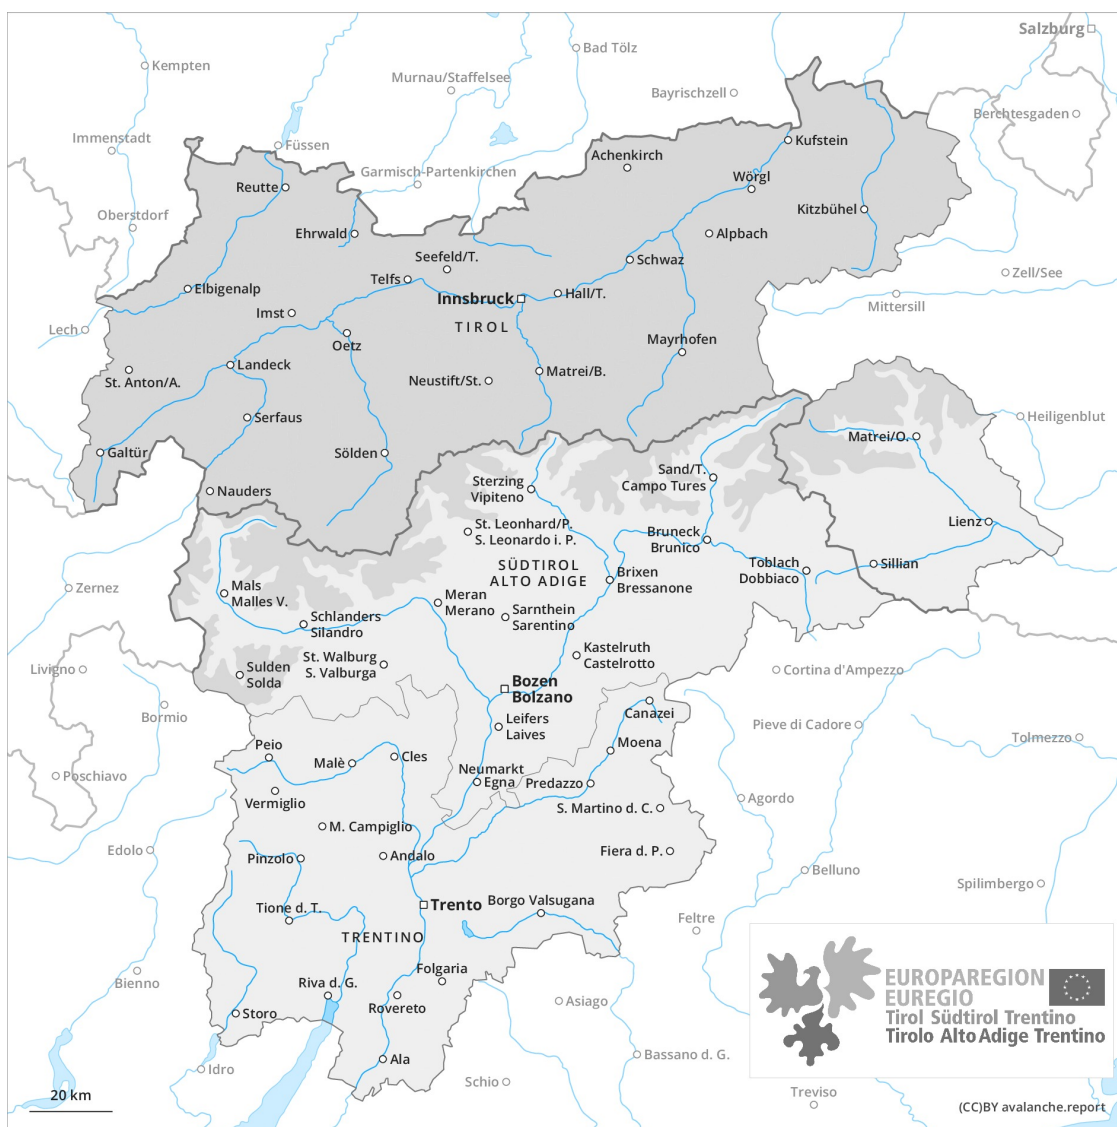 Salzburg
Bad Tölz
Kempten
Murnau/Staffelsee
Bayrischzell
Berchtesgaden
Immenstadt
Füssen
Kufstein
Achenkirch
Garmisch-Partenkirchen
Wörgl
Reutte
Oberstdorf
Kitzbühel
Ehrwald
Alpbach
Seefeld/T.
Schwaz
Zell/See
Telfs
Elbigenalp
Innsbruck
Hall/T.
Mittersill
Imst
TIROL
Lech
Oetz
Mayrhofen
Landeck
Matrei/B.
St. Anton/A.
Neustift/St.
Serfaus
Heiligenblut
Matrei/O.
Galtür
Sölden
Sand/T.
Campo Tures
Sterzing
Vipiteno
Nauders
St. Leonhard/P.
S. Leonardo i. P.
Lienz
Bruneck
Brunico
SÜDTIROL
ALTO ADIGE
Toblach
Dobbiaco
Sillian
Brixen
Bressanone
Zernez
Mals
Malles V.
Meran
Merano
Sarnthein
Sarentino
Schlanders
Silandro
Kastelruth
Castelrotto
St. Walburg
S. Valburga
Livigno
Sulden
Solda
Cortina d'Ampezzo
Bozen
Bolzano
Bormio
Canazei
Leifers
Laives
Pieve di Cadore
Tolmezzo
Peio
Moena
Malè
Cles
Poschiavo
Neumarkt
Egna
Predazzo
Vermiglio
Agordo
S. Martino d. C.
M. Campiglio
Edolo
Fiera d. P.
Pinzolo
Andalo
Belluno
Spilimbergo
Trento
Borgo Valsugana
Tione d. T.
Feltre
TRENTINO
Folgaria
Bienno
Riva d. G.
EUROPAREGION
EUREGIO
Tirol Südtirol Trentino
Tirolo Alto Adige Trentino
Asiago
Rovereto
Storo
Ala
Bassano d. G.
Idro
Schio
Treviso
20 km
(CC)BY avalanche.report